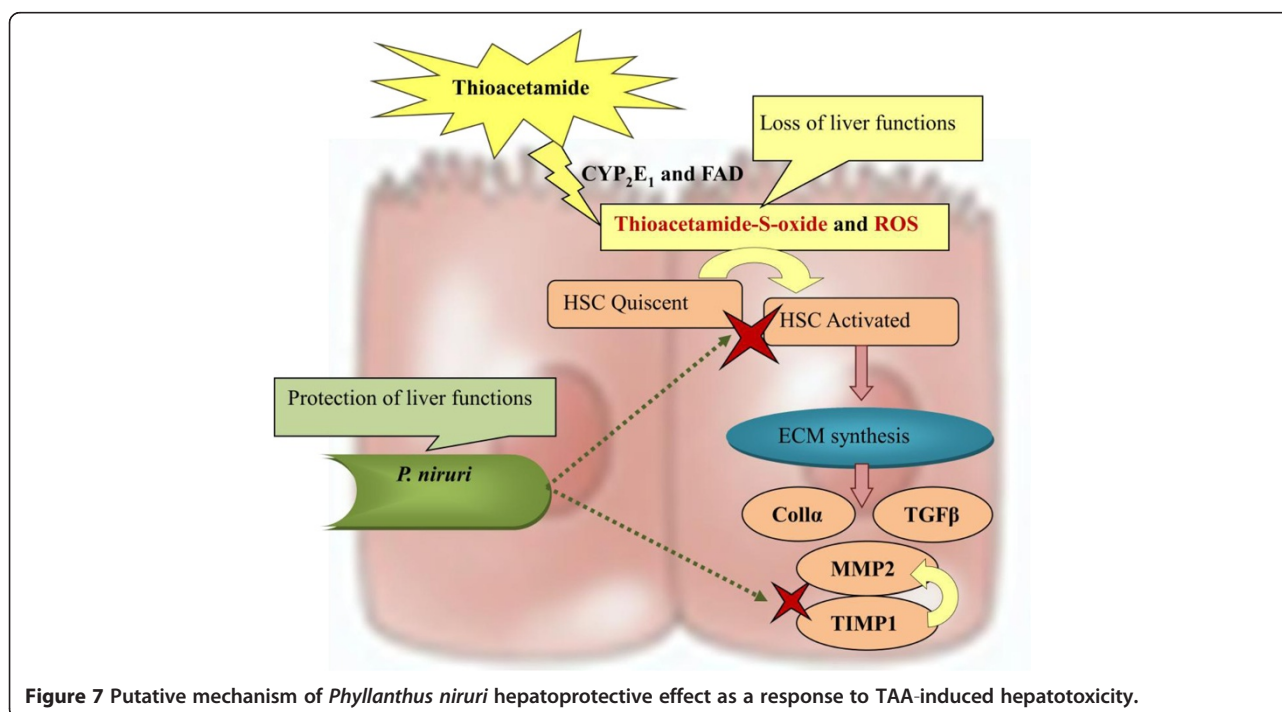 Thioacetamide
Loss of liver functions
CYP₂E₁ and FAD
Thioacetamide-S-oxide and ROS
HSC Quiscent
HSC Activated
Protection of liver functions
ECM synthesis
P. niruri
Collα
TGFβ
MMP2
TIMP1
Figure 7 Putative mechanism of Phyllanthus niruri hepatoprotective effect as a response to TAA-induced hepatotoxicity.